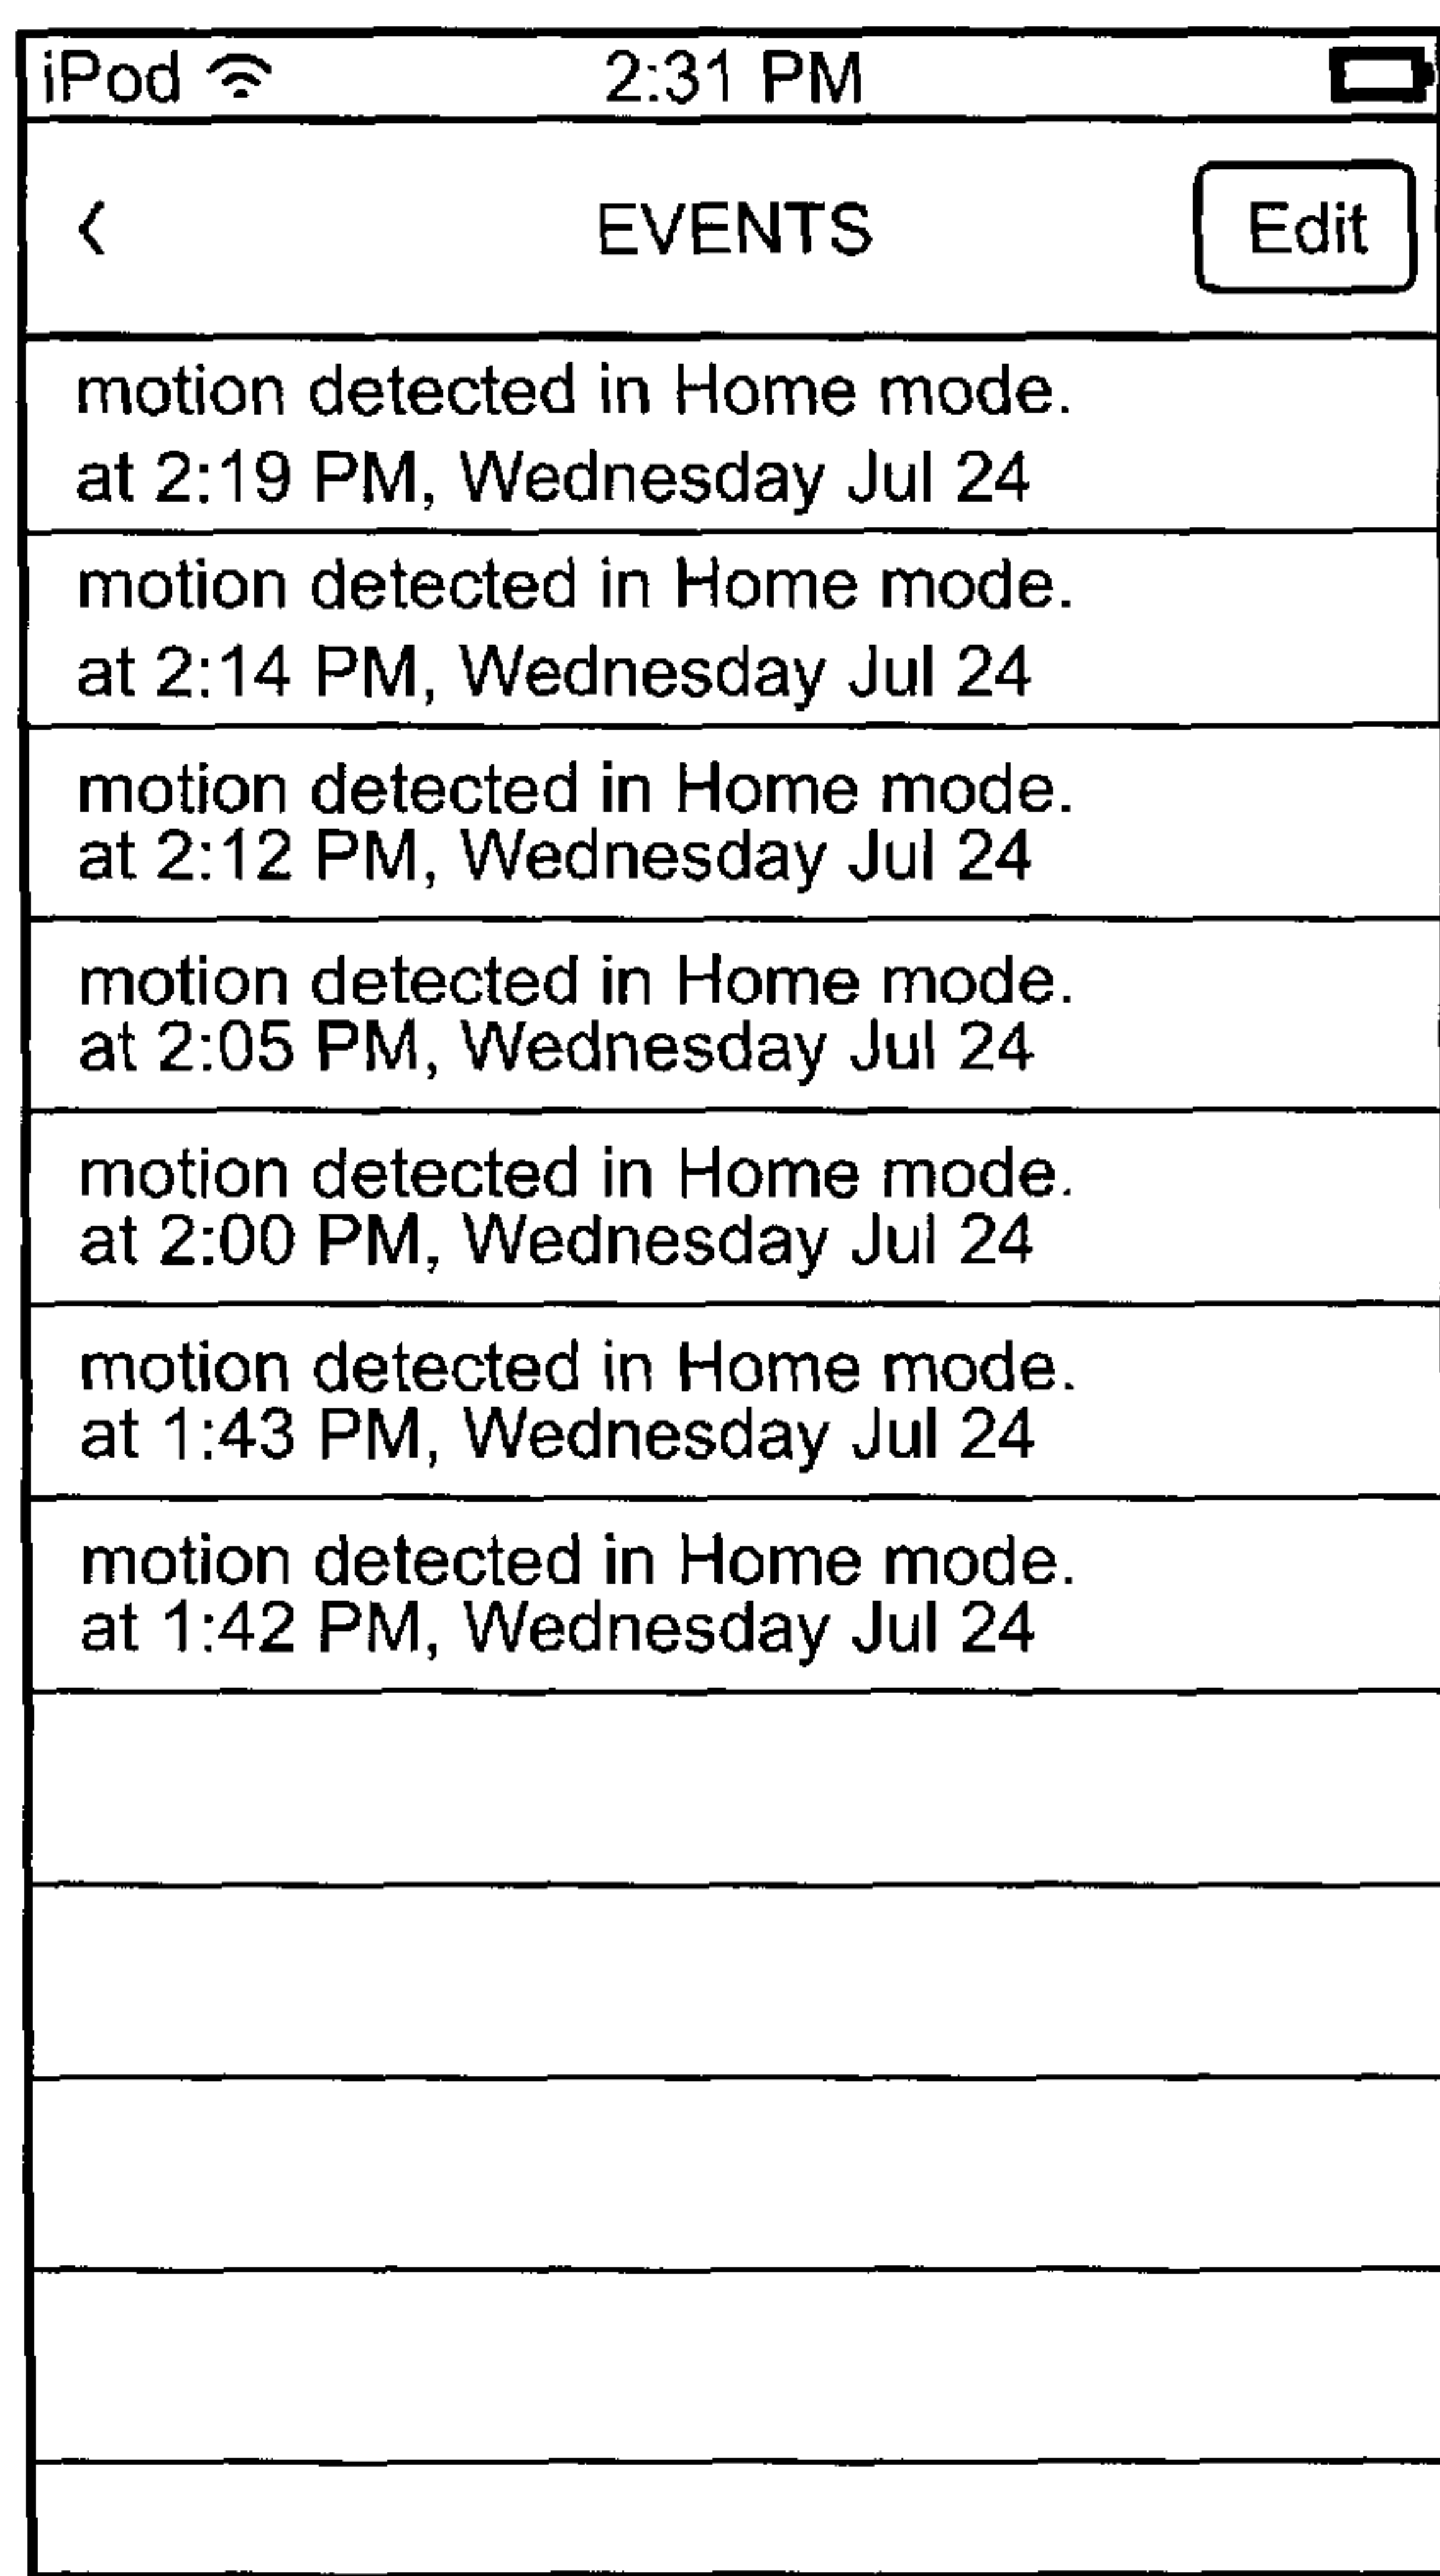 iPod 2:31 PM
< EVENTS Edit
motion detected in Home mode.
at 2:19 PM, Wednesday Jul 24
motion detected in Home mode.
at 2:14 PM, Wednesday Jul 24
motion detected in Home mode.
at 2:12 PM, Wednesday Jul 24
motion detected in Home mode.
at 2:05 PM, Wednesday Jul 24
motion detected in Home mode.
at 2:00 PM, Wednesday Jul 24
motion detected in Home mode.
at 1:43 PM, Wednesday Jul 24
motion detected in Home mode.
at 1:42 PM, Wednesday Jul 24